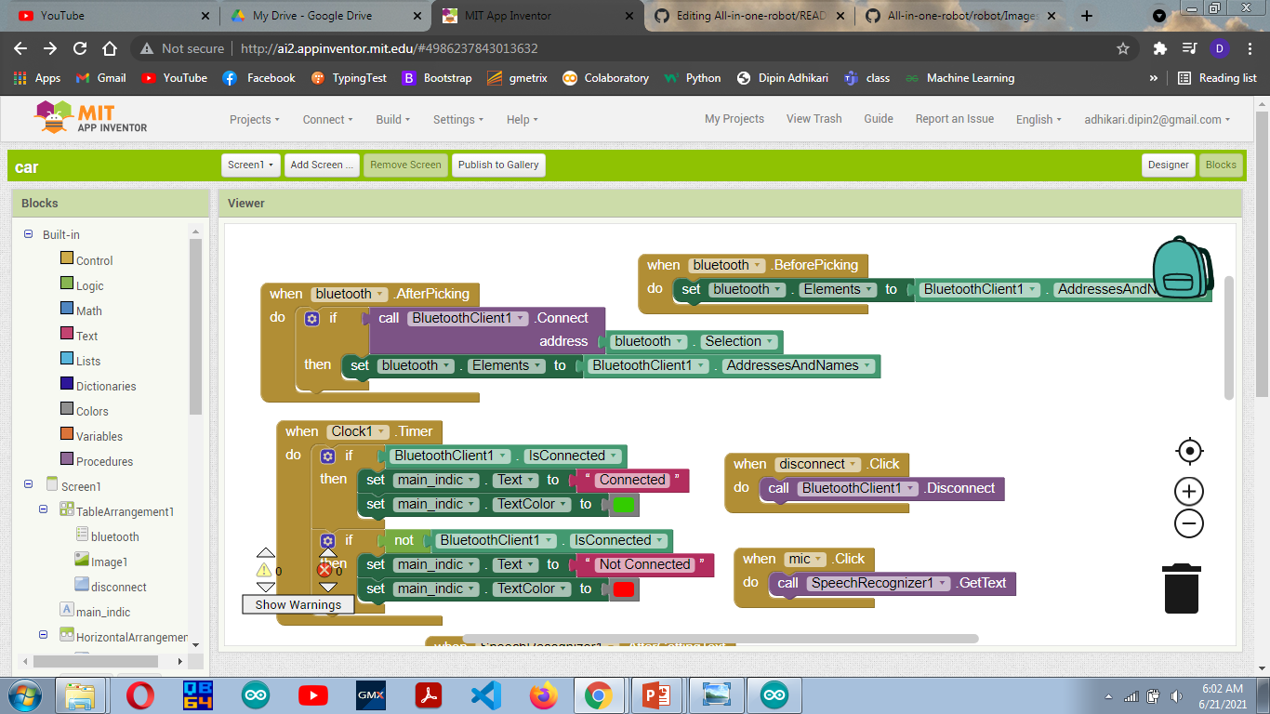 YouTube
My Drive - Google Drive
MIT App Inventor
Editing All-in-one-robot/READ
All-in-one-robot/robot/Images
Not secure | http://ai2.appinventor.mit.edu/#4986237843013632
D
Apps
Gmail
YouTube
Facebook
TypingTest
B Bootstrap
gmetrix
Colaboratory
Python
Dipin Adhikari
class
Machine Learning
»
Reading list
MIT
APP INVENTOR
Projects
Connect
Build
Settings
Help
My Projects
View Trash
Guide
Report an Issue
English
adhikari.dipin2@gmail.com
car
Screen1
Add Screen ...
Remove Screen
Publish to Gallery
Designer
Blocks
Blocks
Built-in
Control
Logic
Math
Text
Lists
Dictionaries
Colors
Variables
Procedures
Screen1
TableArrangement1
bluetooth
Image1
disconnect
A main_indic
HorizontalArrangemen
Viewer
when bluetooth .BeforePicking
do set bluetooth . Elements to BluetoothClient1 .
when bluetooth .AfterPicking
do if call BluetoothClient1 .Connect
address bluetooth . Selection
then set bluetooth . Elements to BluetoothClient1 . AddressesAndNames
when Clock1 .Timer
do if BluetoothClient1 . IsConnected
then set main_indic . Text to “ Connected ”
set main_indic . TextColor to
if not BluetoothClient1 . IsConnected
set main_indic . Text to “ Not Connected ”
set main_indic . TextColor to
0
0
Show Warnings
when disconnect .Click
do call BluetoothClient1 .Disconnect
when mic .Click
do call SpeechRecognizer1 .GetText
QB
64
GMX
6:02 AM
6/21/2021